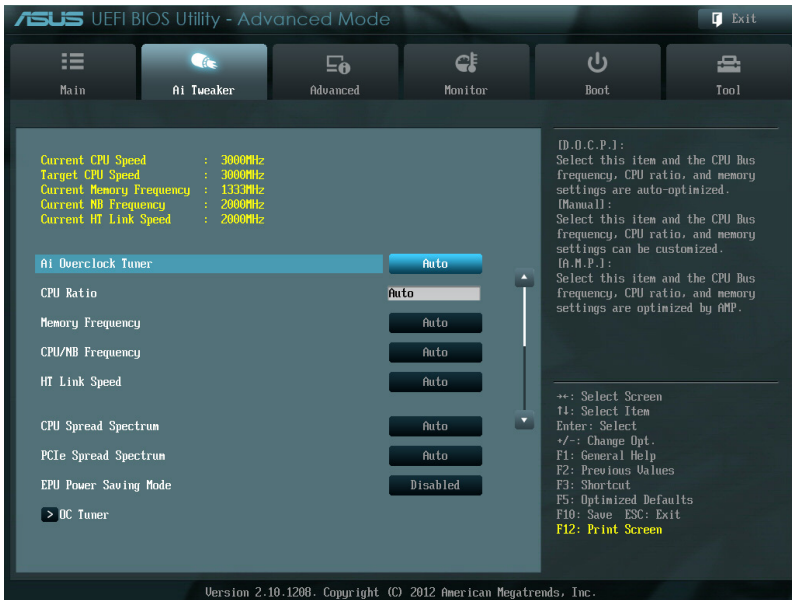 ASUS UEFI BIOS Utility - Advanced Mode
Exit
Main
Ai Tweaker
Advanced
Monitor
Boot
Tool
Current CPU Speed : 3000MHz
Target CPU Speed : 3000MHz
Current Memory Frequency : 1333MHz
Current NB Frequency : 2000MHz
Current HT Link Speed : 2000MHz
Ai Overclock Tuner Auto
CPU Ratio Auto
Memory Frequency Auto
CPU/NB Frequency Auto
HT Link Speed Auto
CPU Spread Spectrum Auto
PCIe Spread Spectrum Auto
EPU Power Saving Mode Disabled
> OC Tuner
[D.O.C.P.]:
Select this item and the CPU Bus
frequency, CPU ratio, and memory
settings are auto-optimized.
[Manual]:
Select this item and the CPU Bus
frequency, CPU ratio, and memory
settings can be customized.
[A.M.P.]:
Select this item and the CPU Bus
frequency, CPU ratio, and memory
settings are optimized by AMP.
→←: Select Screen
↑↓: Select Item
Enter: Select
+/-: Change Opt.
F1: General Help
F2: Previous Values
F3: Shortcut
F5: Optimized Defaults
F10: Save ESC: Exit
F12: Print Screen
Version 2.10.1208. Copyright (C) 2012 American Megatrends, Inc.